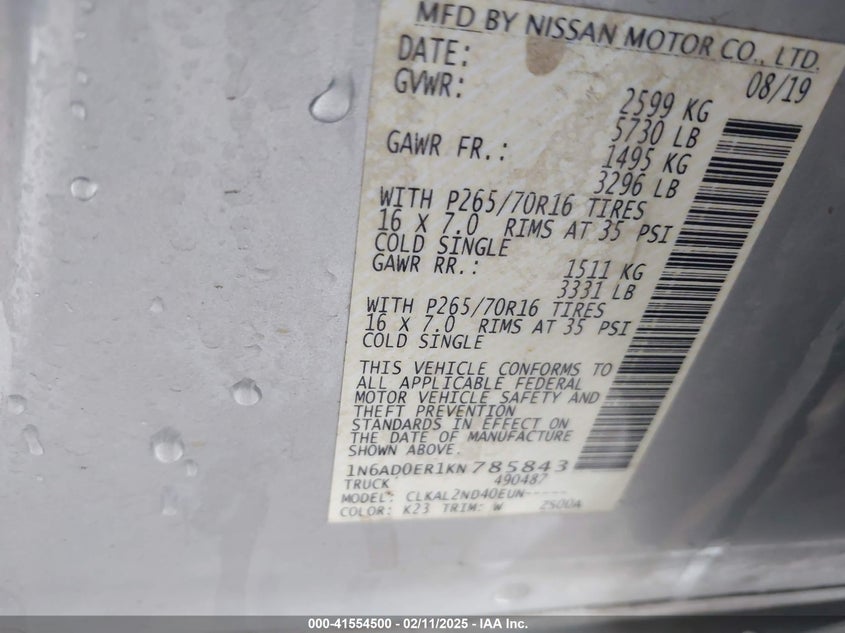 MFD BY NISSAN MOTOR CO., LTD.
DATE: 08/19
GVWR: 2599 KG
5730 LB
GAWR FR.: 1495 KG
3296 LB
WITH P265/70R16 TIRES
16 X 7.0 RIMS AT 35 PSI
COLD SINGLE
GAWR RR.: 1511 KG
3331 LB
WITH P265/70R16 TIRES
16 X 7.0 RIMS AT 35 PSI
COLD SINGLE
THIS VEHICLE CONFORMS TO
ALL APPLICABLE FEDERAL
MOTOR VEHICLE SAFETY AND
THEFT PREVENTION
STANDARDS IN EFFECT ON
THE DATE OF MANUFACTURE
SHOWN ABOVE.
1N6AD0ER1KN785843
TRUCK 490487
MODEL: CLKAL2ND40EUN-----
COLOR: K23 TRIM: W 2S00A
000-41554500 - 02/11/2025 - IAA Inc.